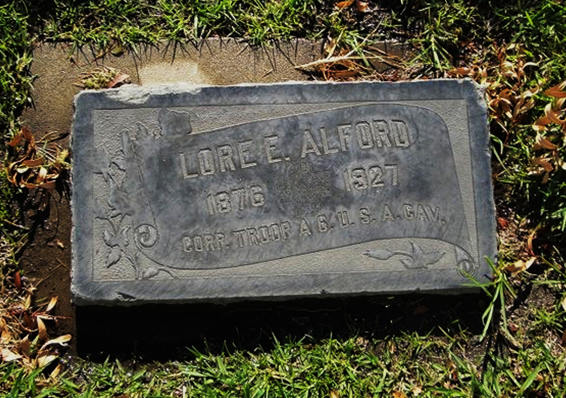 LORE E. ALFORD
1876 1927
CORP. TROOP A 6. U. S. A. CAV.